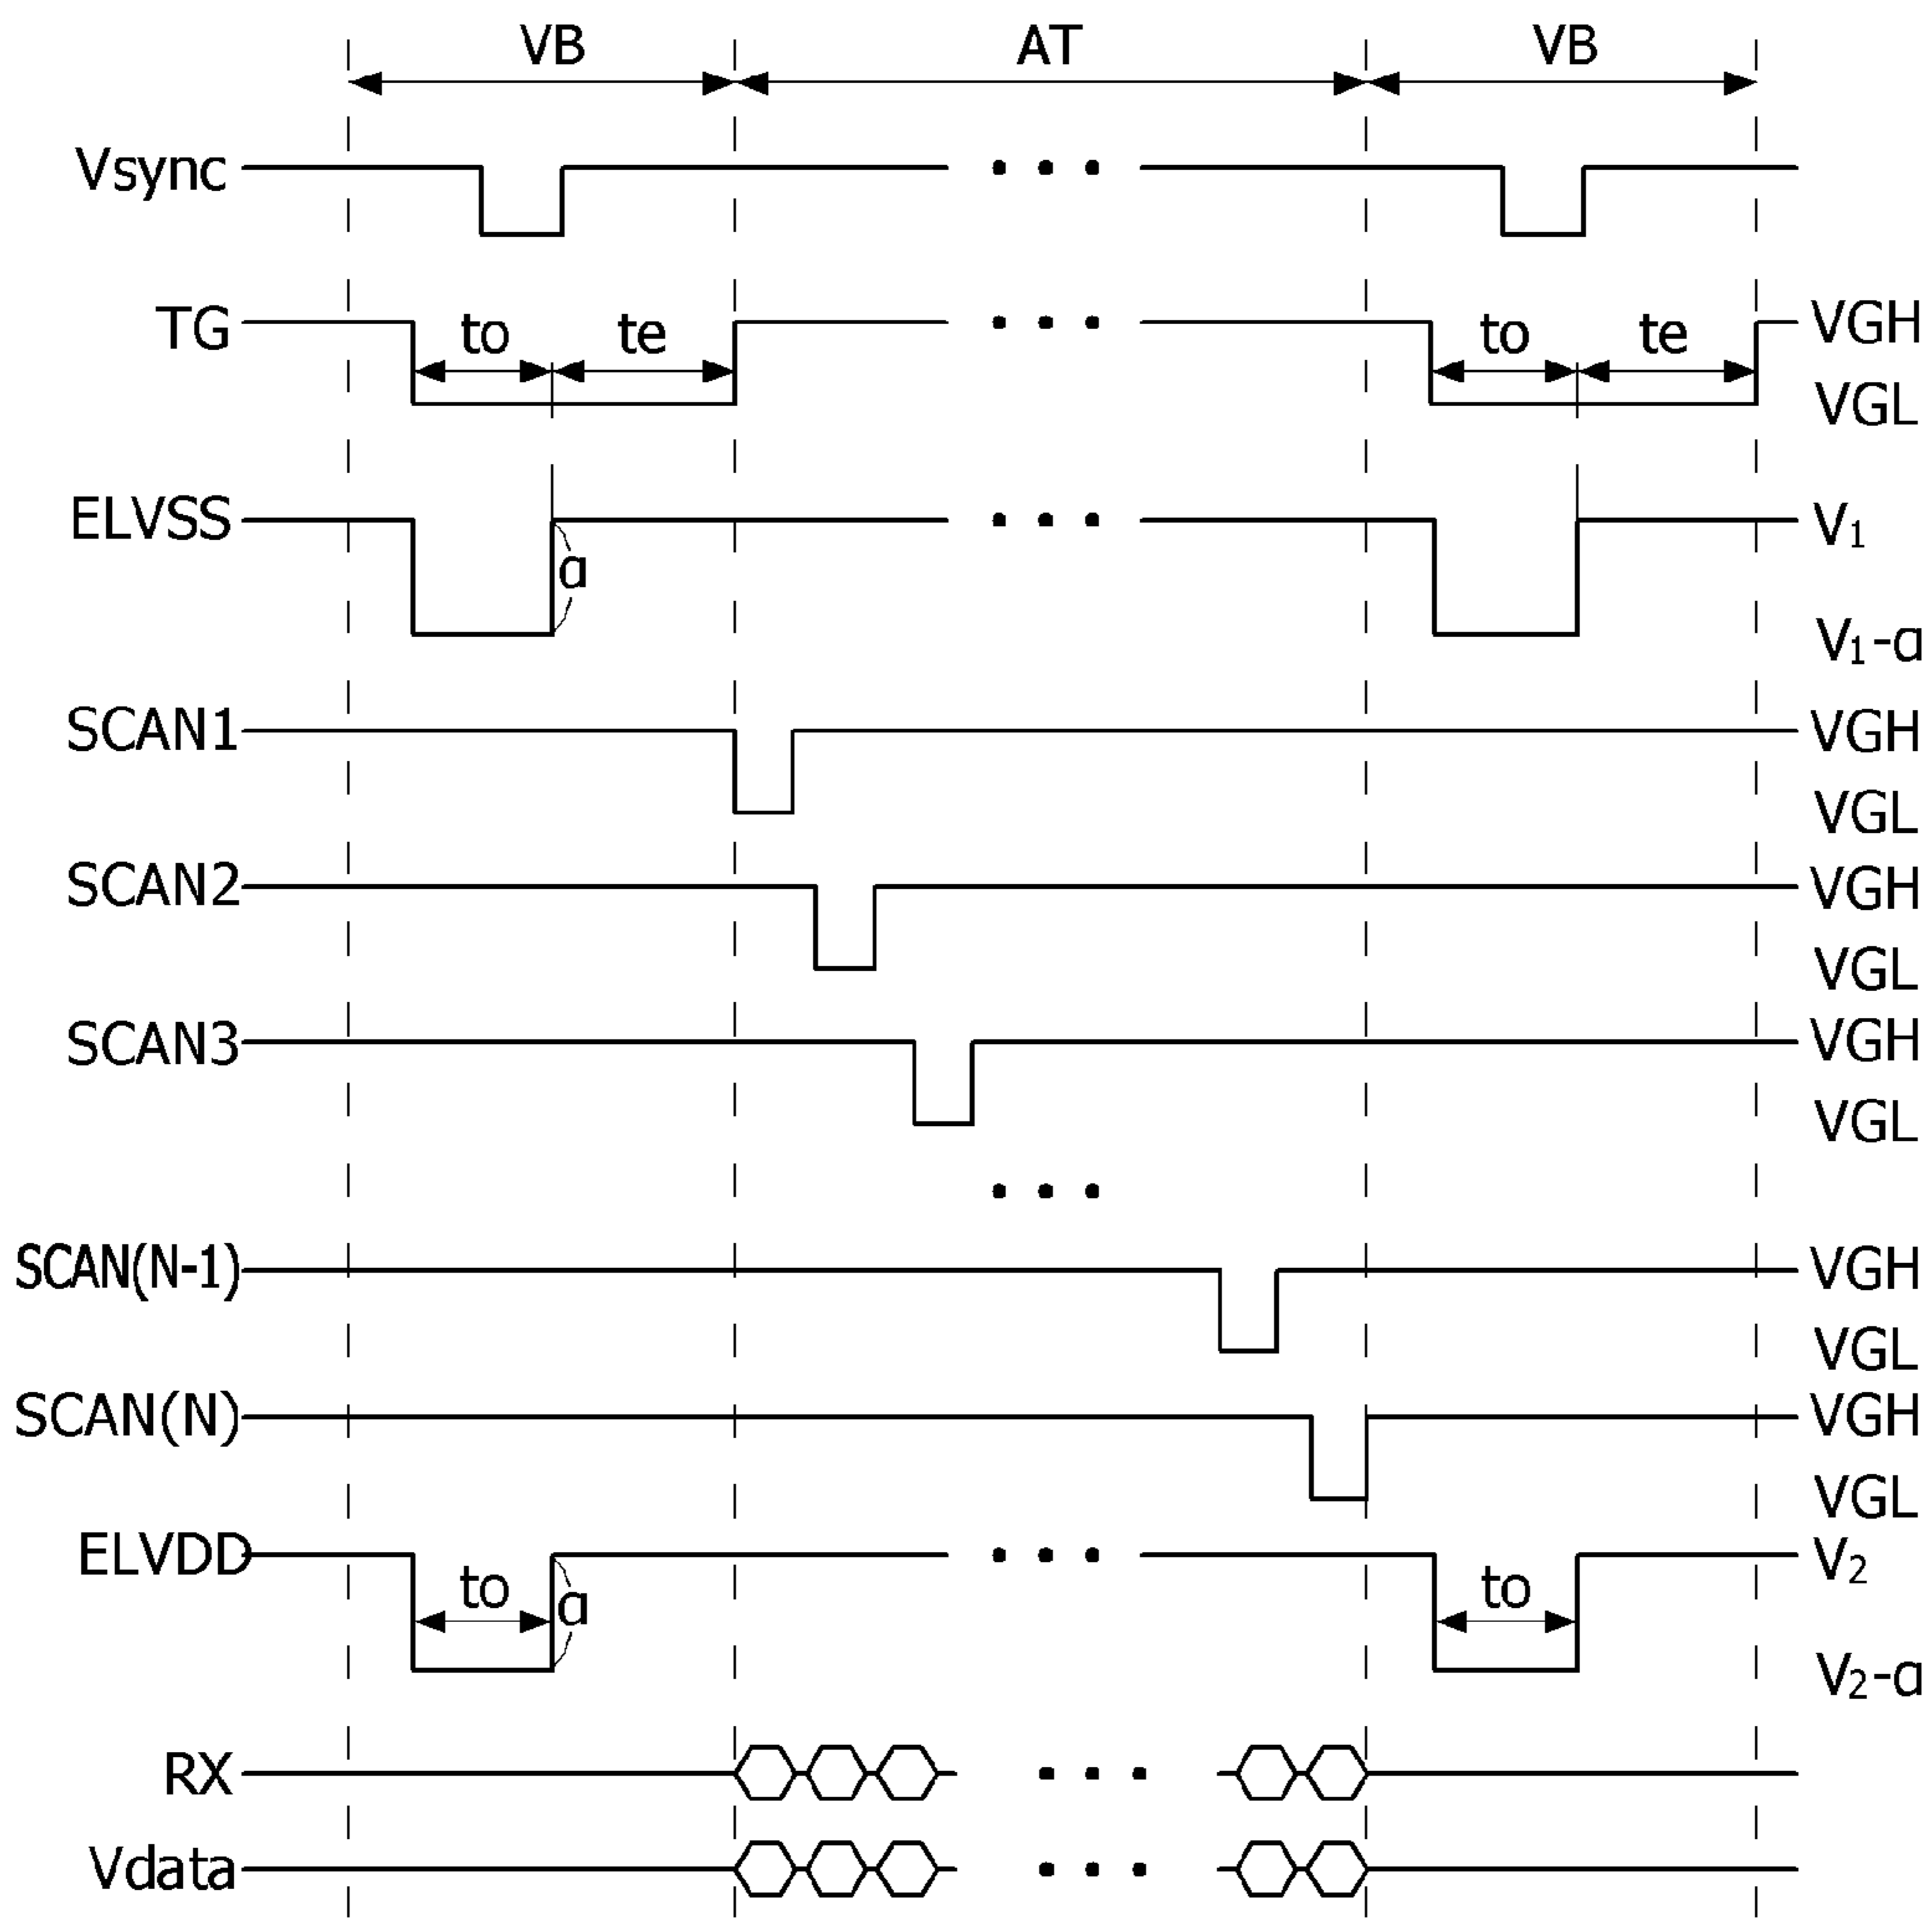 VB AT VB
Vsync
TG to te to te VGH
VGL
ELVSS a V₁
V₁-a
SCAN1 VGH
VGL
SCAN2 VGH
VGL
SCAN3 VGH
VGL
SCAN(N-1) VGH
VGL
SCAN(N) VGH
VGL
ELVDD to a to V₂
V₂-a
RX
Vdata